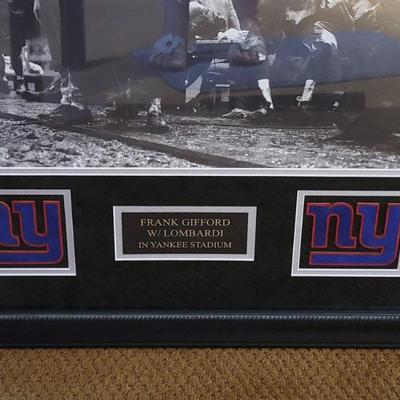 ny
FRANK GIFFORD
W/ LOMBARDI
IN YANKEE STADIUM
ny